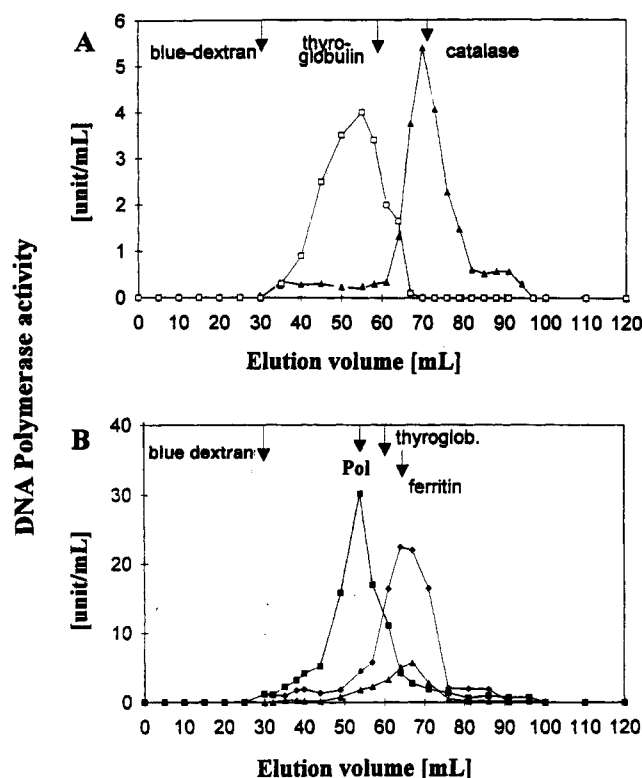 DNA Polymerase activity
A
blue-dextran
thyro-
globulin
catalase
[unit/mL]
6
5
4
3
2
1
0
0 10 20 30 40 50 60 70 80 90 100 110 120
Elution volume [mL]
B
blue dextran
Pol
thyroglob.
ferritin
[unit/mL]
40
30
20
10
0
0 10 20 30 40 50 60 70 80 90 100 110 120
Elution volume [mL]